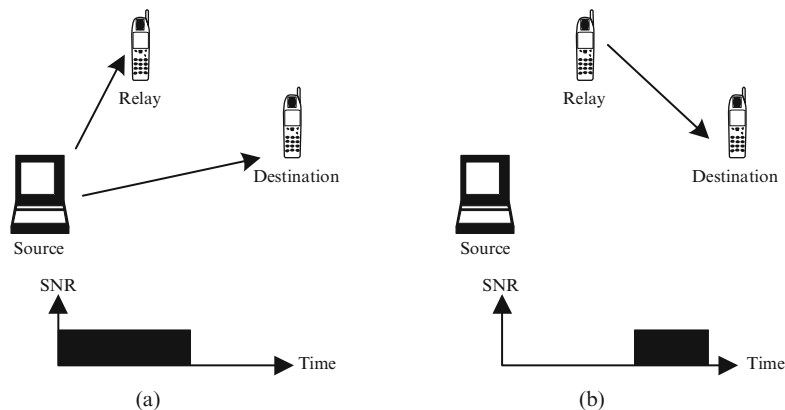 Relay
Destination
Source
SNR
Time
(a)
Relay
Destination
Source
SNR
Time
(b)